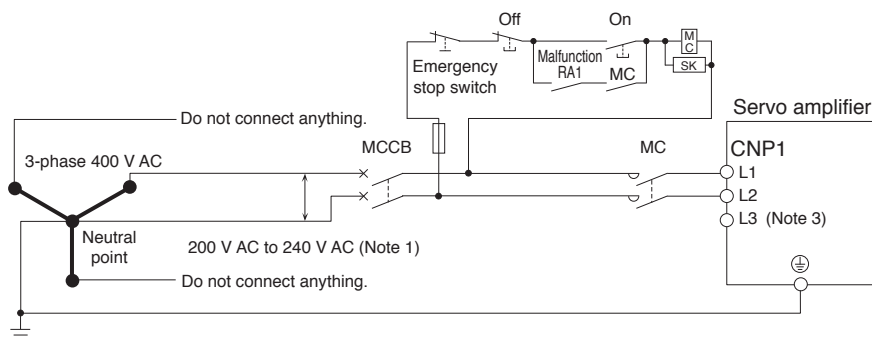 Off
On
Emergency
stop switch
Malfunction
RA1
MC
M
C
SK
Do not connect anything.
Servo amplifier
3-phase 400 V AC
MCCB
MC
CNP1
L1
L2
L3 (Note 3)
Neutral
point
200 V AC to 240 V AC (Note 1)
Do not connect anything.